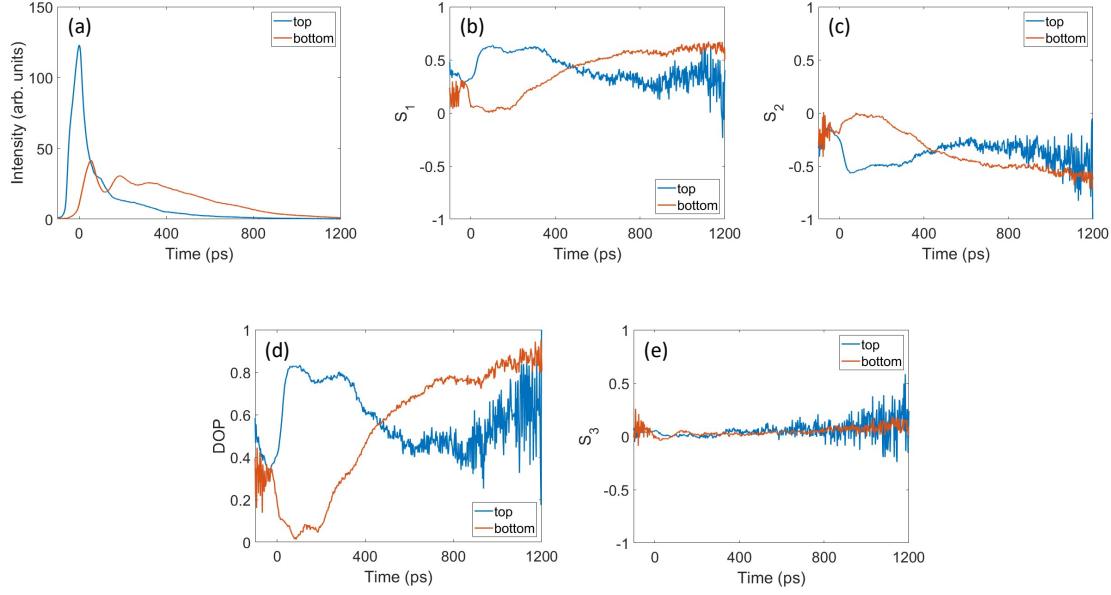 (a)
Intensity (arb. units)
150
100
50
0
0 400 800 1200
Time (ps)
top
bottom
(b)
S1
1
0.5
0
-0.5
-1
0 400 800 1200
Time (ps)
top
bottom
(c)
S2
1
0.5
0
-0.5
-1
0 400 800 1200
Time (ps)
top
bottom
(d)
DOP
1
0.8
0.6
0.4
0.2
0
0 400 800 1200
Time (ps)
top
bottom
(e)
S3
1
0.5
0
-0.5
-1
0 400 800 1200
Time (ps)
top
bottom